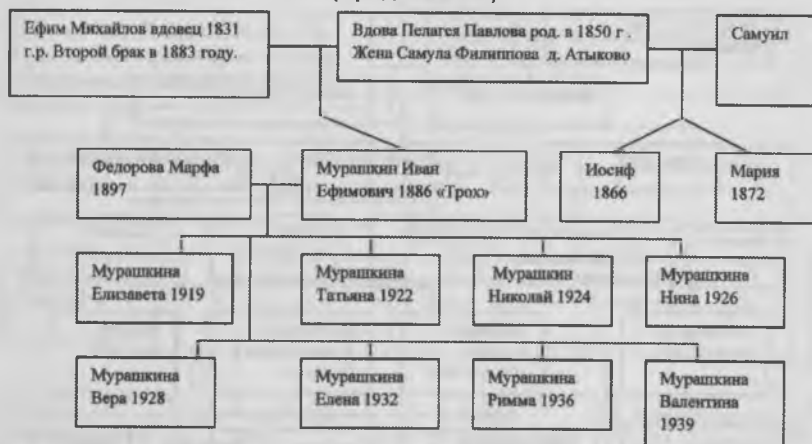 Ефим Михайлов вдовец 1831
г.р. Второй брак в 1883 году.
Вдова Пелагея Павлова род. в 1850 г .
Жена Самула Филиппова д. Атыково
Самуил
Федорова Марфа
1897
Мурашкин Иван
Ефимович 1886 «Трох»
Иосиф
1866
Мария
1872
Мурашкина
Елизавета 1919
Мурашкина
Татьяна 1922
Мурашкин
Николай 1924
Мурашкина
Нина 1926
Мурашкина
Вера 1928
Мурашкина
Елена 1932
Мурашкина
Римма 1936
Мурашкина
Валентина
1939